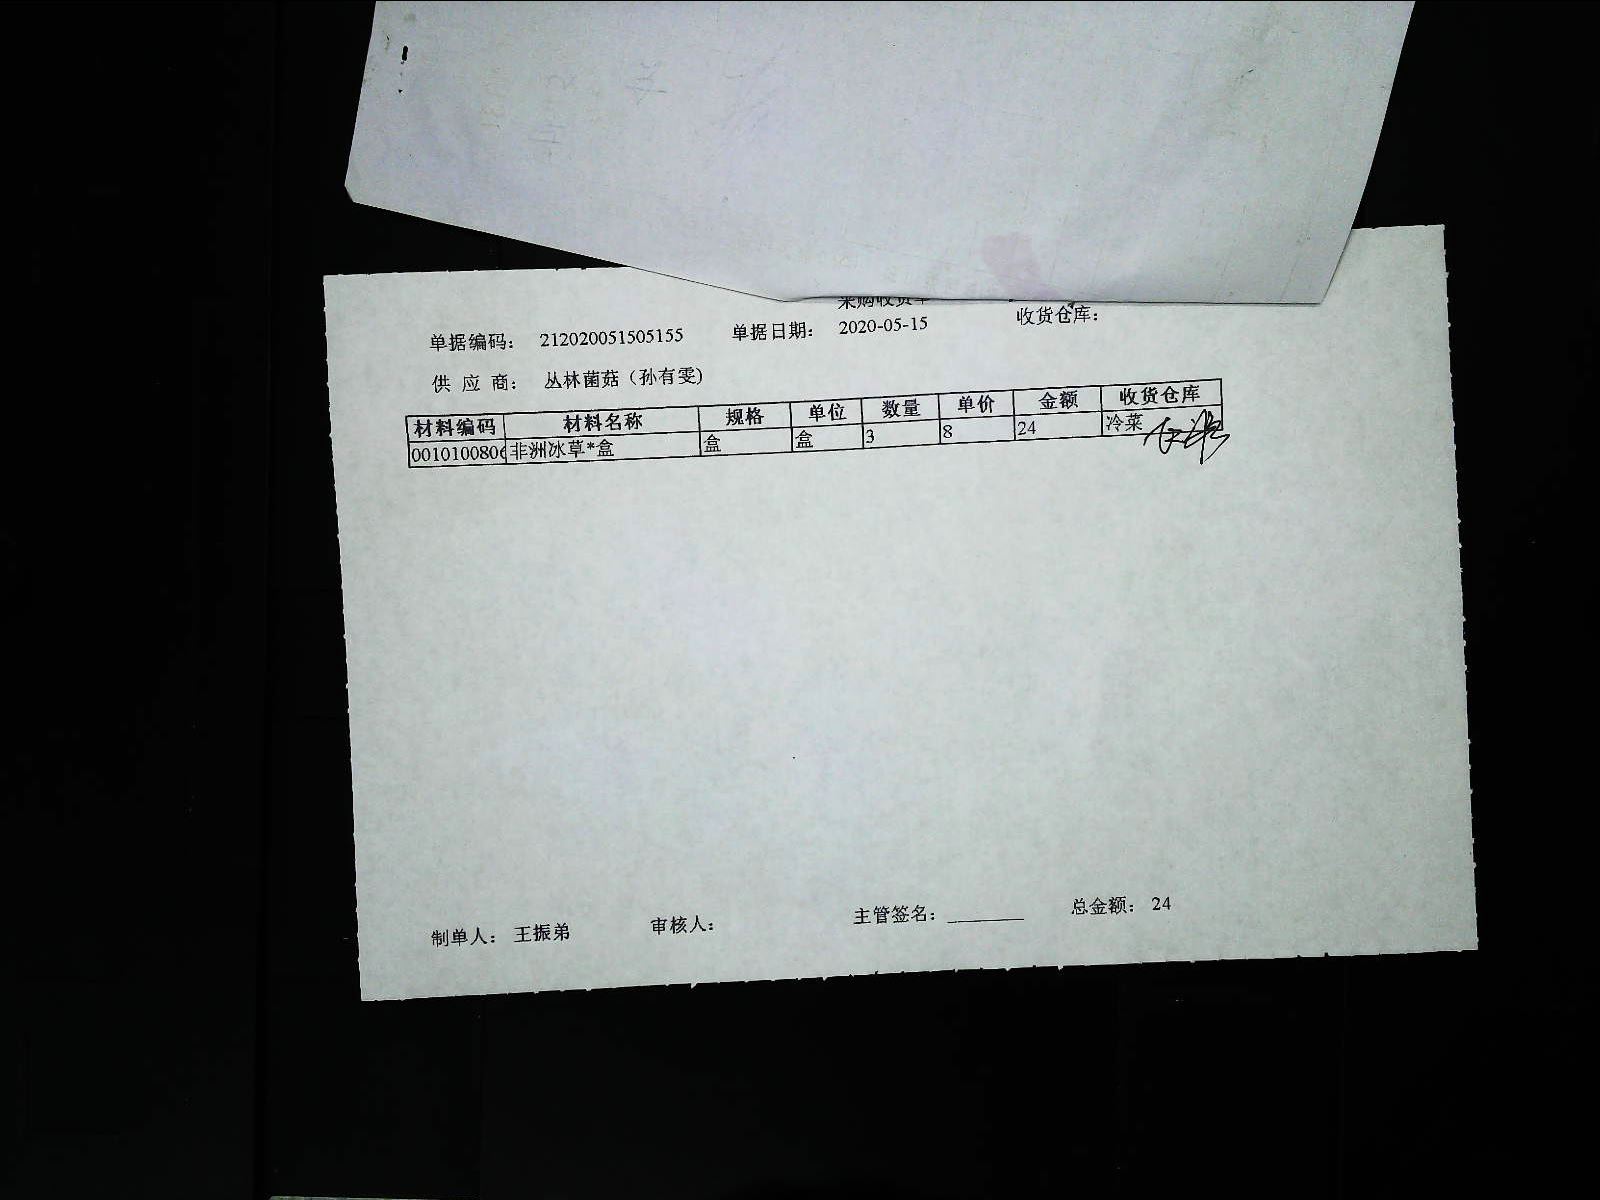 采购收货单
单据编码： 212020051505155 单据日期： 2020-05-15 收货仓库：
供 应 商： 丛林菌菇（孙有雯)
材料编码 材料名称 规格 单位 数量 单价 金额 收货仓库
0010100806 非洲冰草*盒 盒 盒 3 8 24 冷菜
制单人： 王振弟 审核人： 主管签名：________ 总金额： 24